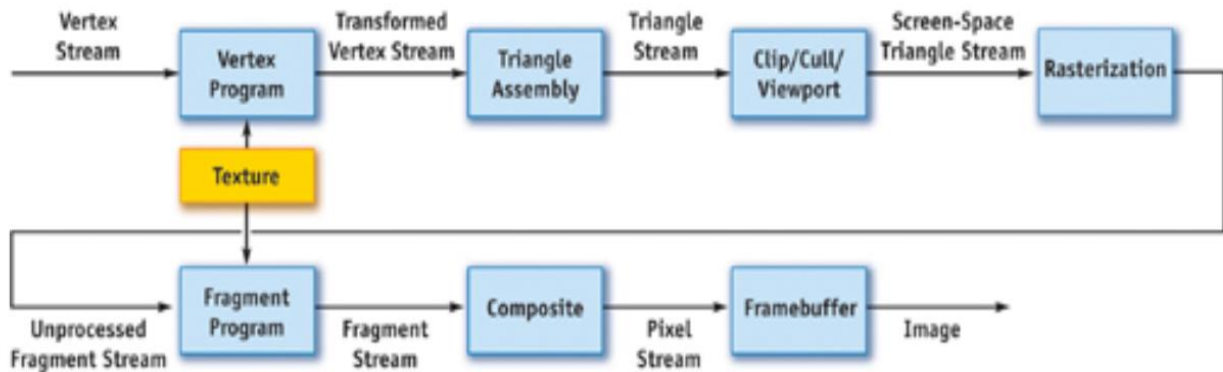 Vertex
Stream
Vertex
Program
Transformed
Vertex Stream
Triangle
Assembly
Triangle
Stream
Clip/Cull/
Viewport
Screen-Space
Triangle Stream
Rasterization
Texture
Unprocessed
Fragment Stream
Fragment
Program
Fragment
Stream
Composite
Pixel
Stream
Framebuffer
Image